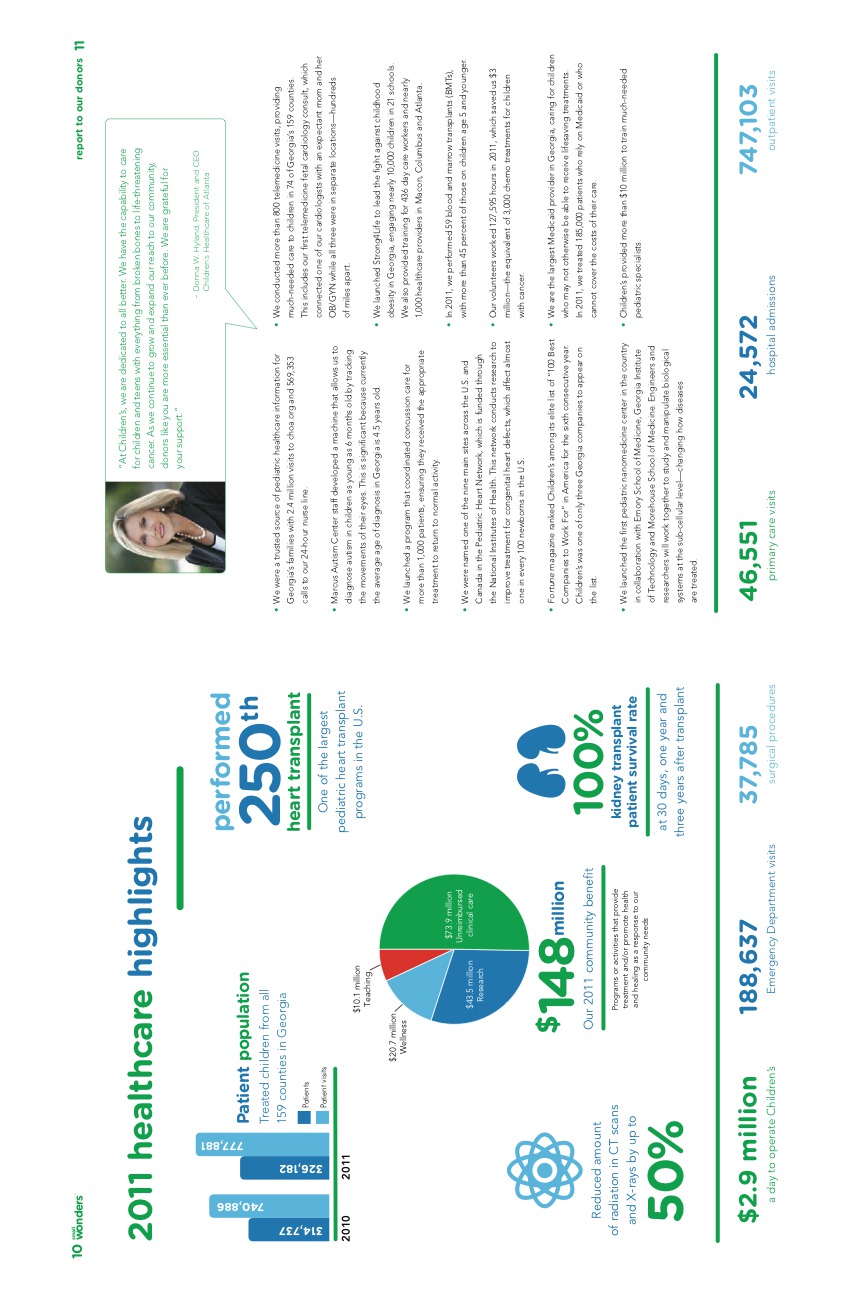 10 small wonders
2011 healthcare highlights
Patient population
Treated children from all
159 counties in Georgia
Patients
Patient visits
314,737
740,886
2010
326,182
777,881
2011
performed
250th
heart transplant
One of the largest
pediatric heart transplant
programs in the U.S.
$10.1 million
Teaching
$20.7 million
Wellness
$43.5 million
Research
$73.9 million
Unreimbursed
clinical care
Reduced amount
of radiation in CT scans
and X-rays by up to
50%
$148 million
Our 2011 community benefit
Programs or activities that provide
treatment and/or promote health
and healing as a response to our
community needs
100%
kidney transplant
patient survival rate
at 30 days, one year and
three years after transplant
$2.9 million
a day to operate Children's
188,637
Emergency Department visits
37,785
surgical procedures
report to our donors 11
"At Children's, we are dedicated to all better. We have the capability to care
for children and teens with everything from broken bones to life-threatening
cancer. As we continue to grow and expand our reach to our community,
donors like you are more essential than ever before. We are grateful for
your support."
– Donna W. Hyland, President and CEO
Children's Healthcare of Atlanta
• We were a trusted source of pediatric healthcare information for
Georgia's families with 2.4 million visits to choa.org and 569,353
calls to our 24-hour nurse line.
• Marcus Autism Center staff developed a machine that allows us to
diagnose autism in children as young as 6 months old by tracking
the movements of their eyes. This is significant because currently
the average age of diagnosis in Georgia is 4.5 years old.
• We launched a program that coordinated concussion care for
more than 1,000 patients, ensuring they received the appropriate
treatment to return to normal activity.
• We were named one of the nine main sites across the U.S. and
Canada in the Pediatric Heart Network, which is funded through
the National Institutes of Health. This network conducts research to
improve treatment for congenital heart defects, which affect almost
one in every 100 newborns in the U.S.
• Fortune magazine ranked Children's among its elite list of "100 Best
Companies to Work For" in America for the sixth consecutive year.
Children's was one of only three Georgia companies to appear on
the list.
• We launched the first pediatric nanomedicine center in the country
in collaboration with Emory School of Medicine, Georgia Institute
of Technology and Morehouse School of Medicine. Engineers and
researchers will work together to study and manipulate biological
systems at the sub-cellular level—changing how diseases
are treated.
• We conducted more than 800 telemedicine visits, providing
much-needed care to children in 74 of Georgia's 159 counties.
This includes our first telemedicine fetal cardiology consult, which
connected one of our cardiologists with an expectant mom and her
OB/GYN while all three were in separate locations—hundreds
of miles apart.
• We launched Strong4Life to lead the fight against childhood
obesity in Georgia, engaging nearly 10,000 children in 21 schools.
We also provided training for 436 day care workers and nearly
1,000 healthcare providers in Macon, Columbus and Atlanta.
• In 2011, we performed 59 blood and marrow transplants (BMTs),
with more than 45 percent of those on children age 5 and younger.
• Our volunteers worked 127,595 hours in 2011, which saved us $3
million—the equivalent of 3,000 chemo treatments for children
with cancer.
• We are the largest Medicaid provider in Georgia, caring for children
who may not otherwise be able to receive lifesaving treatments.
In 2011, we treated 185,000 patients who rely on Medicaid or who
cannot cover the costs of their care.
• Children's provided more than $10 million to train much-needed
pediatric specialists.
46,551
primary care visits
24,572
hospital admissions
747,103
outpatient visits